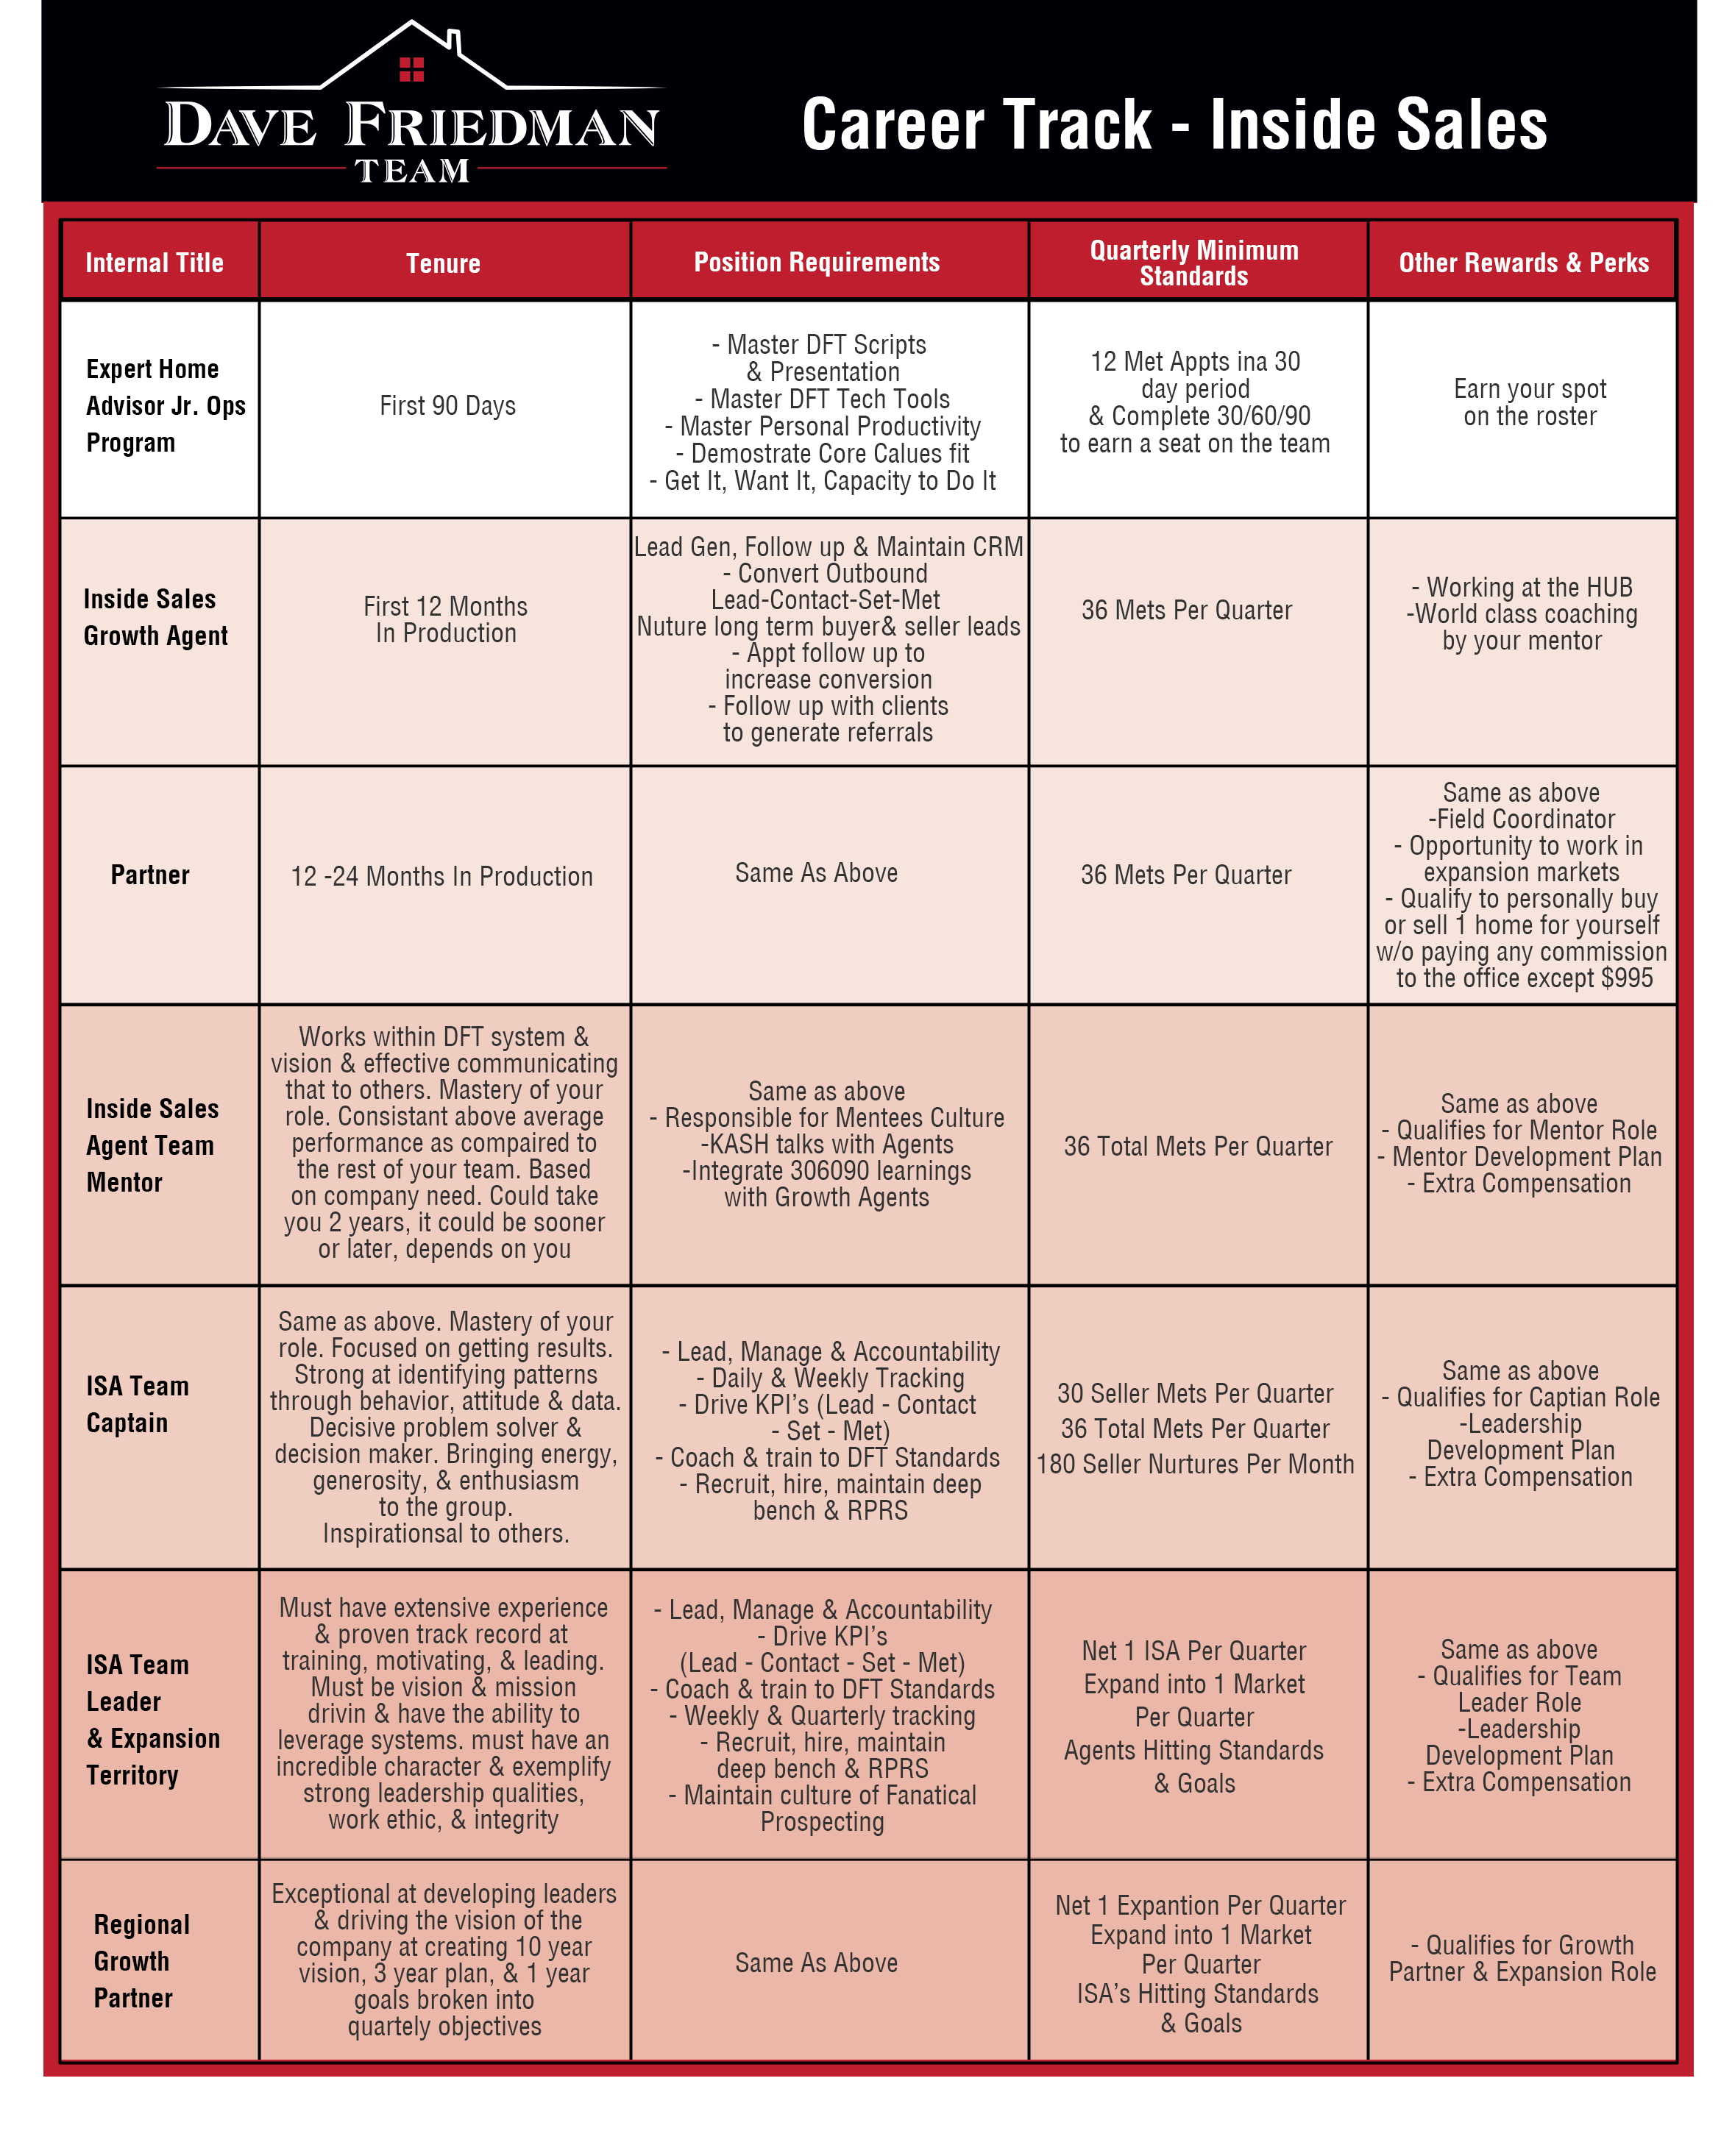 DAVE FRIEDMAN
TEAM
Career Track - Inside Sales
Internal Title
Tenure
Position Requirements
Quarterly Minimum
Standards
Other Rewards & Perks
Expert Home
Advisor Jr. Ops
Program
First 90 Days
- Master DFT Scripts
& Presentation
- Master DFT Tech Tools
- Master Personal Productivity
- Demostrate Core Calues fit
- Get It, Want It, Capacity to Do It
12 Met Appts ina 30
day period
& Complete 30/60/90
to earn a seat on the team
Earn your spot
on the roster
Inside Sales
Growth Agent
First 12 Months
In Production
Lead Gen, Follow up & Maintain CRM
- Convert Outbound
Lead-Contact-Set-Met
Nuture long term buyer& seller leads
- Appt follow up to
increase conversion
- Follow up with clients
to generate referrals
36 Mets Per Quarter
- Working at the HUB
-World class coaching
by your mentor
Partner
12 -24 Months In Production
Same As Above
36 Mets Per Quarter
Same as above
-Field Coordinator
- Opportunity to work in
expansion markets
- Qualify to personally buy
or sell 1 home for yourself
w/o paying any commission
to the office except $995
Inside Sales
Agent Team
Mentor
Works within DFT system &
vision & effective communicating
that to others. Mastery of your
role. Consistant above average
performance as compaired to
the rest of your team. Based
on company need. Could take
you 2 years, it could be sooner
or later, depends on you
Same as above
- Responsible for Mentees Culture
-KASH talks with Agents
-Integrate 306090 learnings
with Growth Agents
36 Total Mets Per Quarter
Same as above
- Qualifies for Mentor Role
- Mentor Development Plan
- Extra Compensation
ISA Team
Captain
Same as above. Mastery of your
role. Focused on getting results.
Strong at identifying patterns
through behavior, attitude & data.
Decisive problem solver &
decision maker. Bringing energy,
generosity, & enthusiasm
to the group.
Inspirationsal to others.
- Lead, Manage & Accountability
- Daily & Weekly Tracking
- Drive KPI's (Lead - Contact
- Set - Met)
- Coach & train to DFT Standards
- Recruit, hire, maintain deep
bench & RPRS
30 Seller Mets Per Quarter
36 Total Mets Per Quarter
180 Seller Nurtures Per Month
Same as above
- Qualifies for Captian Role
-Leadership
Development Plan
- Extra Compensation
ISA Team
Leader
& Expansion
Territory
Must have extensive experience
& proven track record at
training, motivating, & leading.
Must be vision & mission
drivin & have the ability to
leverage systems. must have an
incredible character & exemplify
strong leadership qualities,
work ethic, & integrity
- Lead, Manage & Accountability
- Drive KPI's
(Lead - Contact - Set - Met)
- Coach & train to DFT Standards
- Weekly & Quarterly tracking
- Recruit, hire, maintain
deep bench & RPRS
- Maintain culture of Fanatical
Prospecting
Net 1 ISA Per Quarter
Expand into 1 Market
Per Quarter
Agents Hitting Standards
& Goals
Same as above
- Qualifies for Team
Leader Role
-Leadership
Development Plan
- Extra Compensation
Regional
Growth
Partner
Exceptional at developing leaders
& driving the vision of the
company at creating 10 year
vision, 3 year plan, & 1 year
goals broken into
quartely objectives
Same As Above
Net 1 Expantion Per Quarter
Expand into 1 Market
Per Quarter
ISA's Hitting Standards
& Goals
- Qualifies for Growth
Partner & Expansion Role